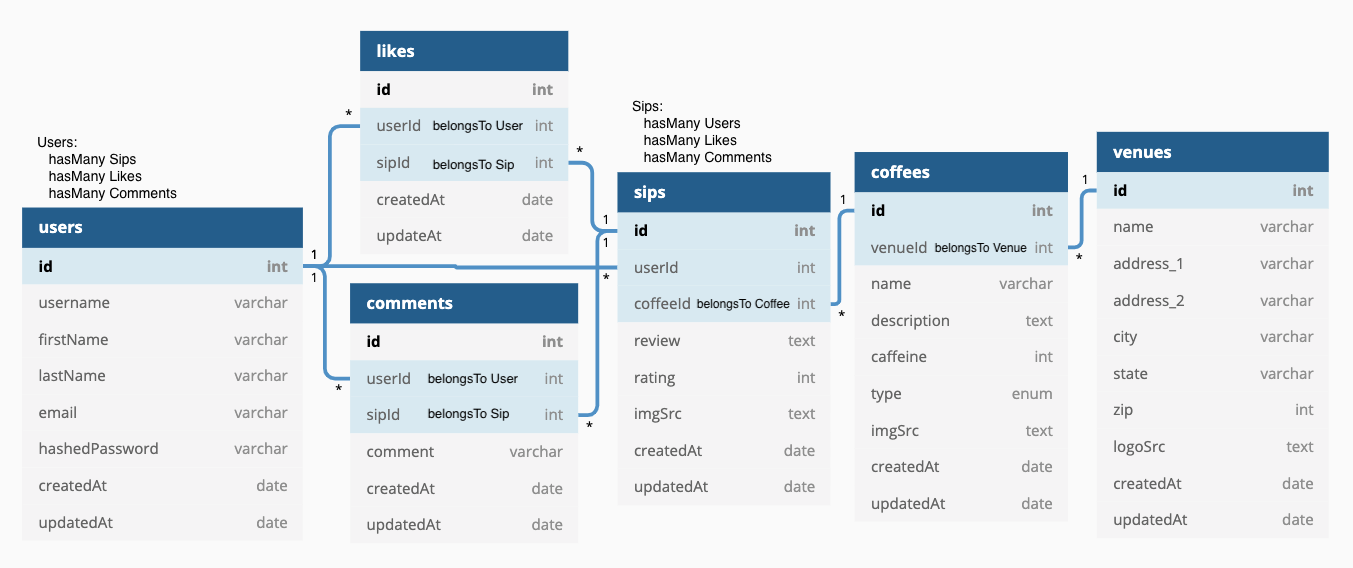 likes
id int
* userId belongsTo User int
sipId belongsTo Sip int *
createdAt date
updateAt date
Users:
hasMany Sips
hasMany Likes
hasMany Comments
users
id int 1
1
username varchar
firstName varchar
lastName varchar
email varchar
hashedPassword varchar
createdAt date
updatedAt date
comments
id int
* userId belongsTo User int
sipId belongsTo Sip int *
comment varchar
createdAt date
updatedAt date
Sips:
hasMany Users
hasMany Likes
hasMany Comments
sips
1
id int
1
* userId int
coffeeId belongsTo Coffee int *
review text
rating int
imgSrc text
createdAt date
updatedAt date
coffees
1 id int
venueId belongsTo Venue int *
name varchar
description text
caffeine int
type enum
imgSrc text
createdAt date
updatedAt date
venues
1 id int
name varchar
address_1 varchar
address_2 varchar
city varchar
state varchar
zip int
logoSrc text
createdAt date
updatedAt date